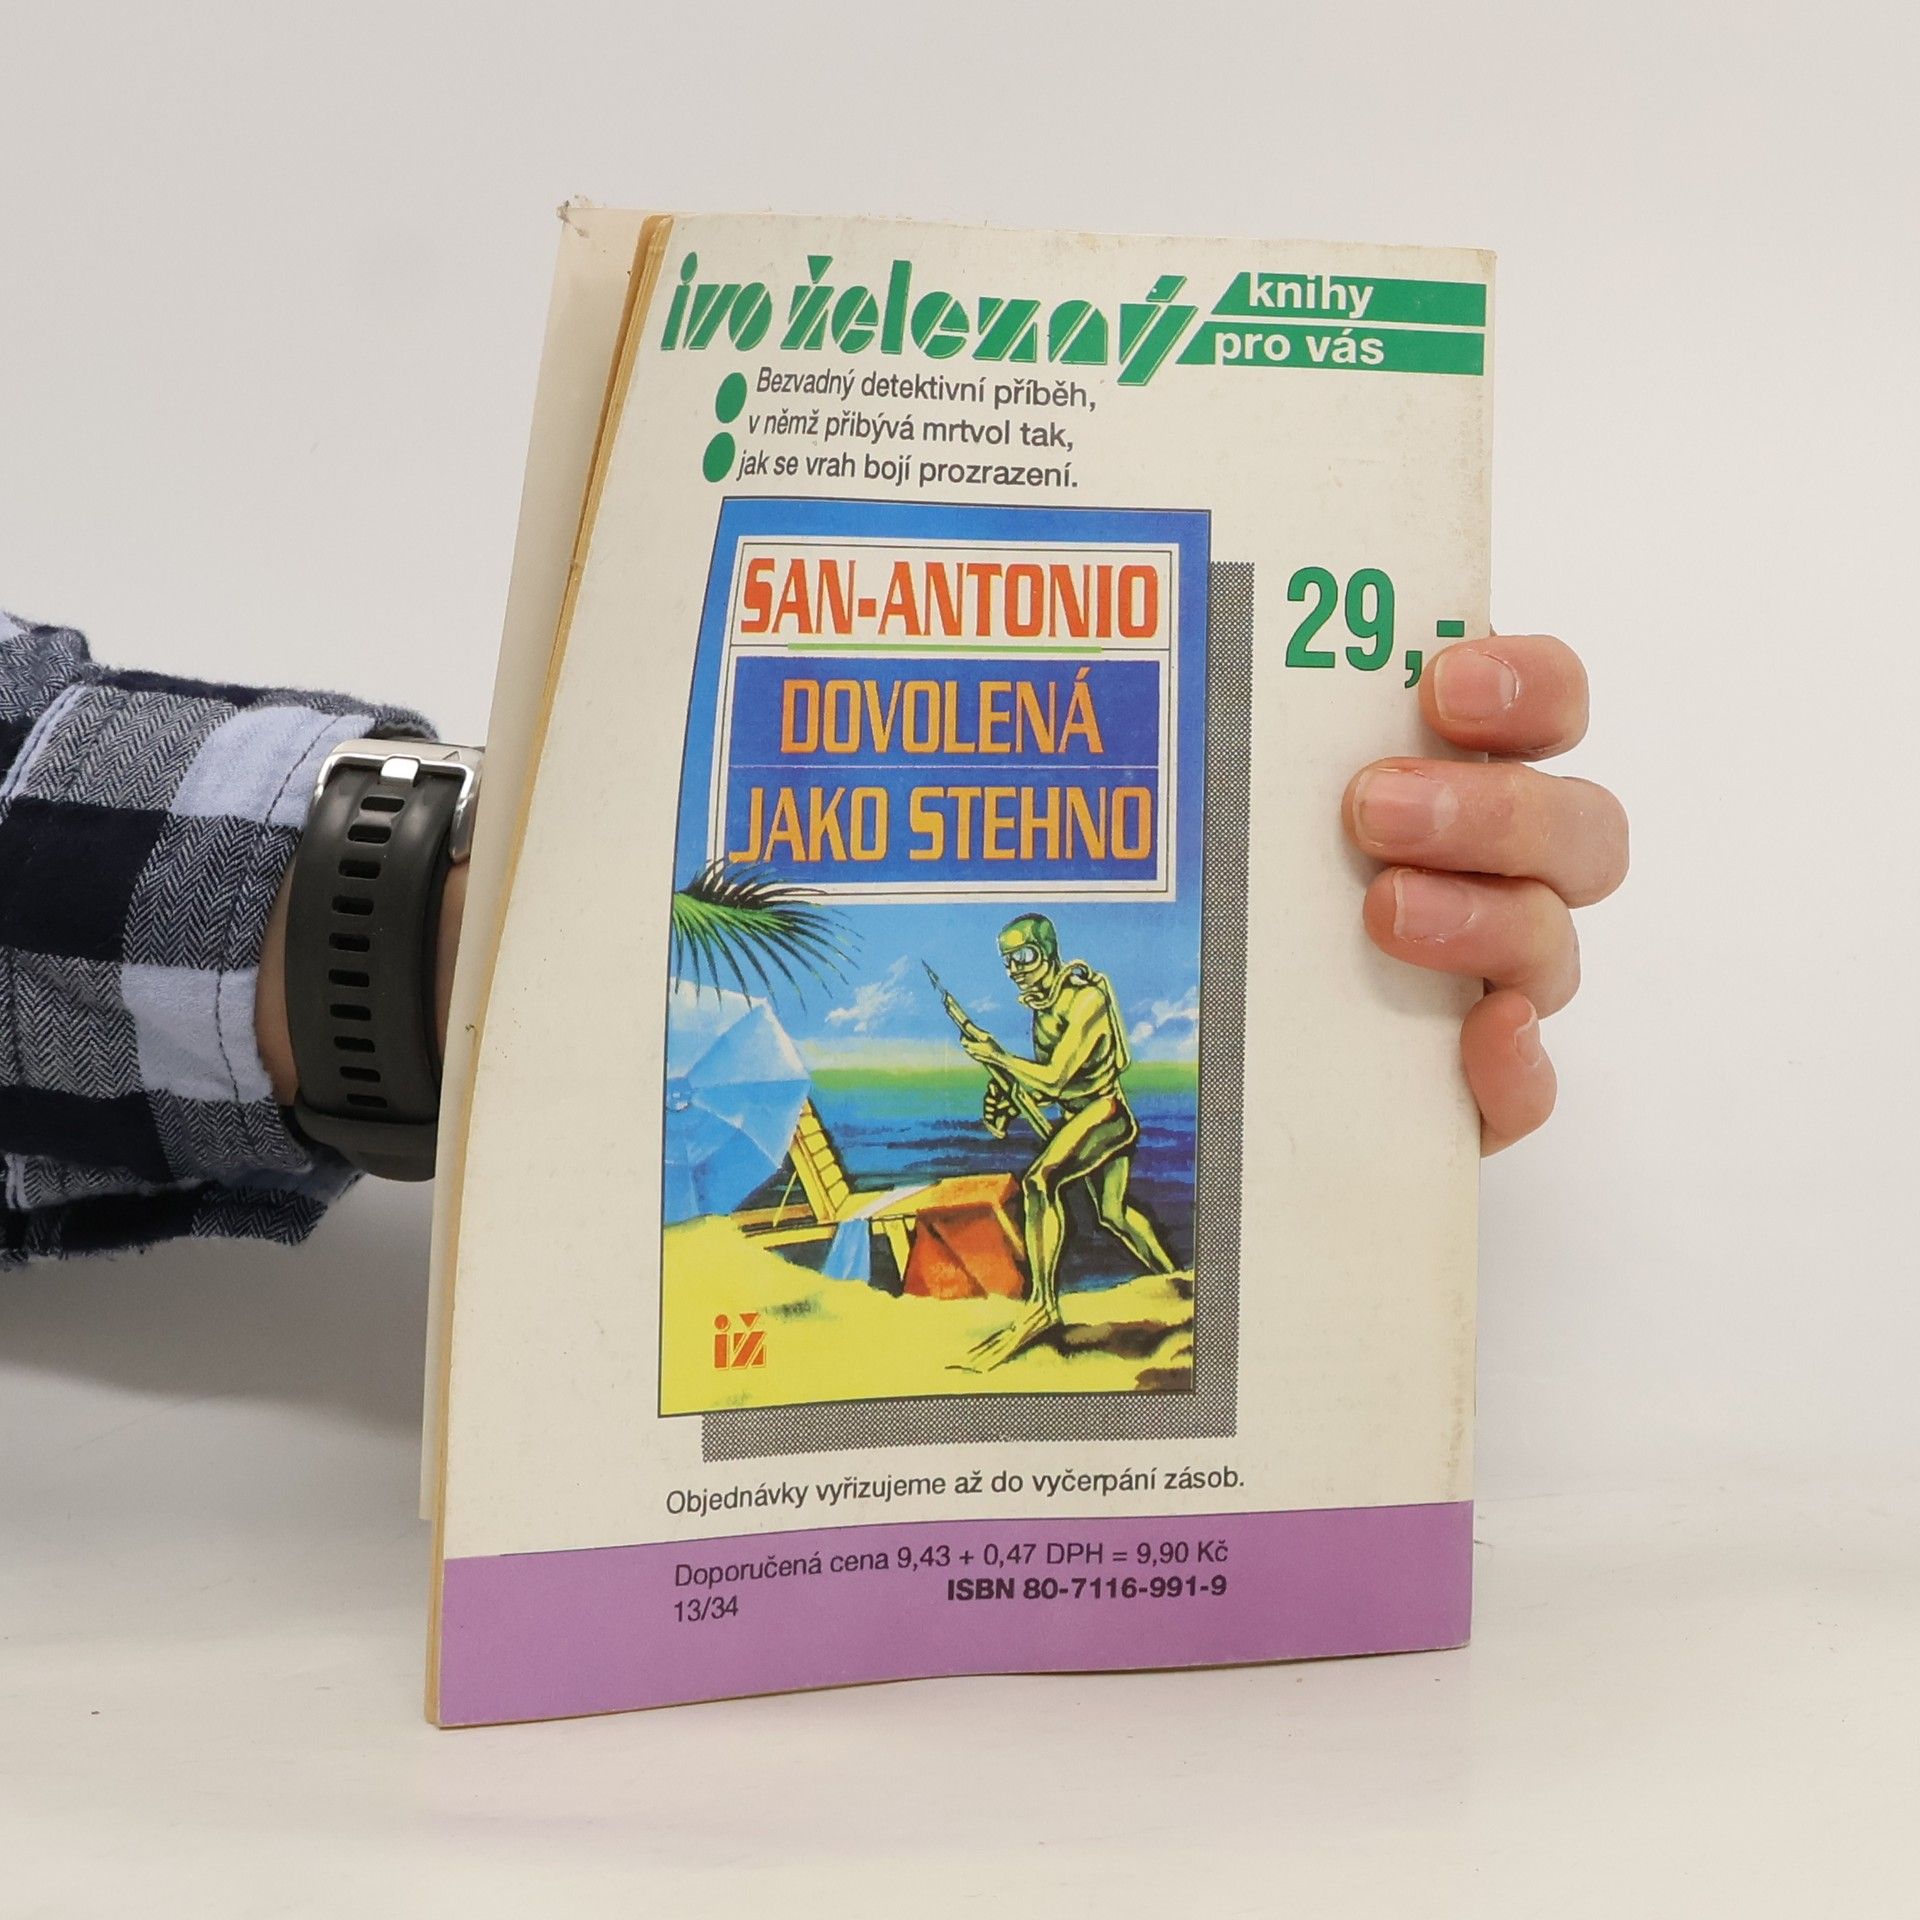 ivo železný
knihy
pro vás
Bezvadný detektivní příběh,
v němž přibývá mrtvol tak,
jak se vrah bojí prozrazení.
SAN-ANTONIO
29,-
DOVOLENÁ
JAKO STEHNO
iž
Objednávky vyřizujeme až do vyčerpání zásob.
Doporučená cena 9,43 + 0,47 DPH = 9,90 Kč
ISBN 80-7116-991-9
13/34